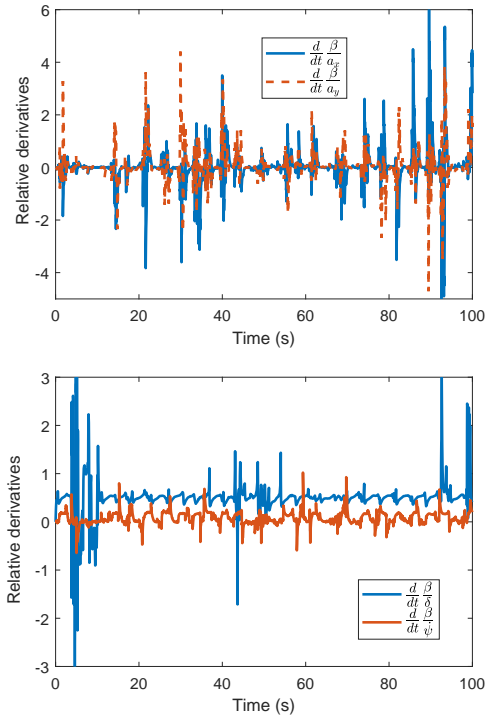 Relative derivatives
6
4
2
0
-2
-4
d/dt β/a_x
d/dt β/a_y
0 20 40 60 80 100
Time (s)
Relative derivatives
3
2
1
0
-1
-2
-3
d/dt β/δ
d/dt β/ψ̇
0 20 40 60 80 100
Time (s)